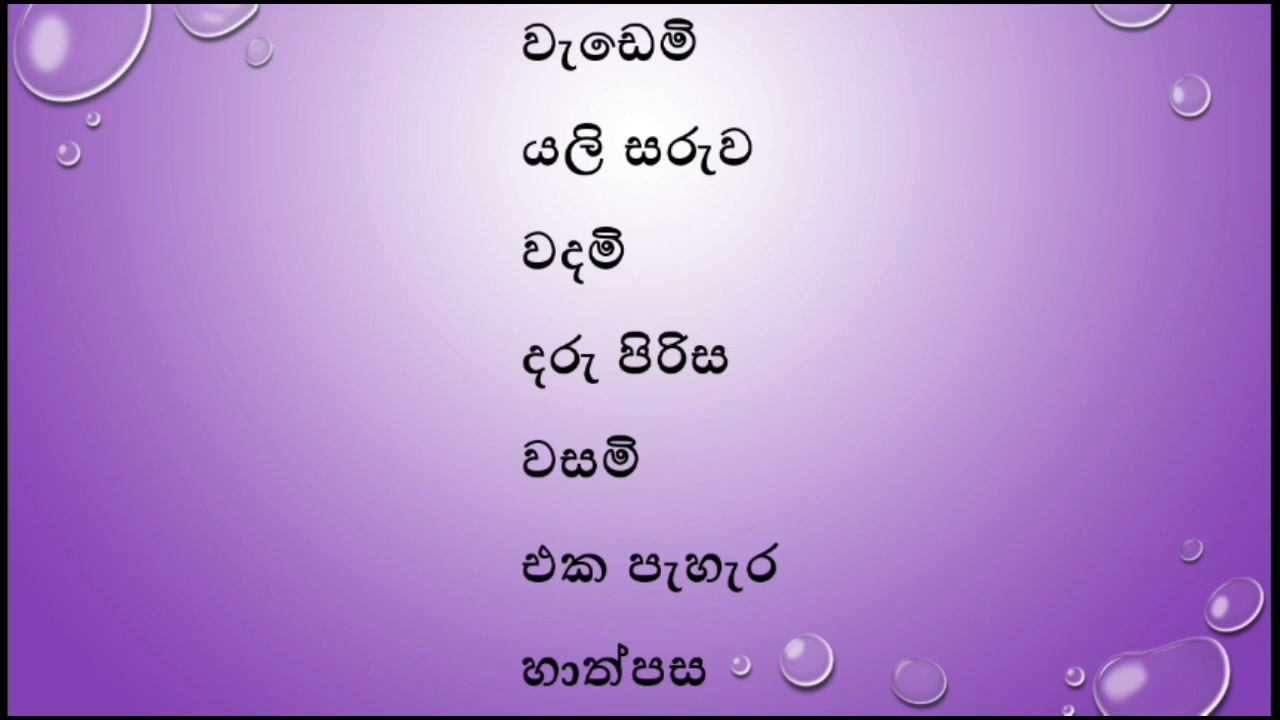 වැඩෙමි
යලි සරුව
වදමි
දරු පිරිස
වසමි
එක පැහැර
හාත්පස